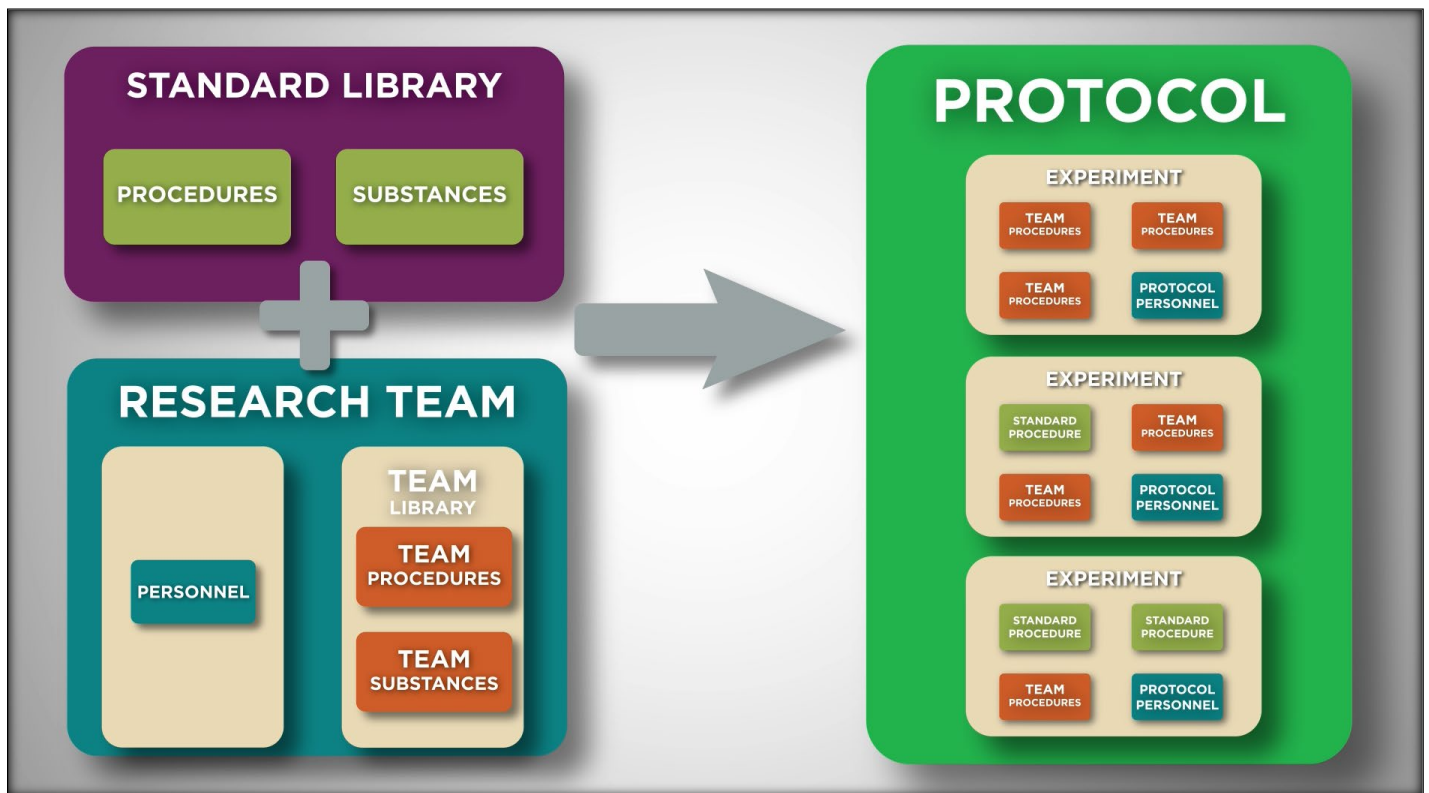 STANDARD LIBRARY
PROCEDURES
SUBSTANCES
RESEARCH TEAM
PERSONNEL
TEAM
LIBRARY
TEAM
PROCEDURES
TEAM
SUBSTANCES
PROTOCOL
EXPERIMENT
TEAM
PROCEDURES
TEAM
PROCEDURES
TEAM
PROCEDURES
PROTOCOL
PERSONNEL
EXPERIMENT
STANDARD
PROCEDURE
TEAM
PROCEDURES
TEAM
PROCEDURES
PROTOCOL
PERSONNEL
EXPERIMENT
STANDARD
PROCEDURE
STANDARD
PROCEDURE
TEAM
PROCEDURES
PROTOCOL
PERSONNEL